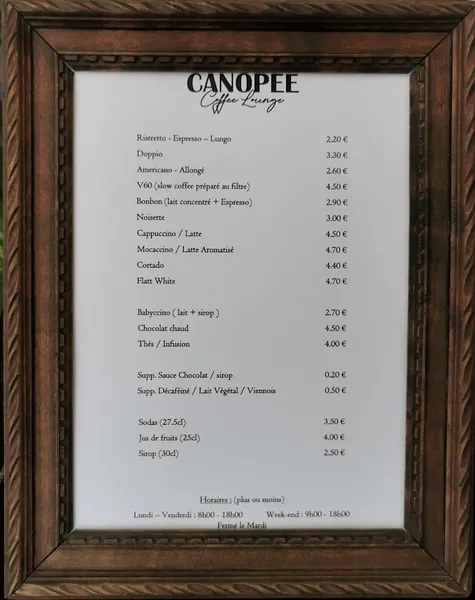 CANOPEE
Coffee Lounge
Ristretto - Espresso – Lungo 2.20 €
Doppio 3.30 €
Americano - Allongé 2.60 €
V60 (slow coffee préparé au filtre) 4.50 €
Bonbon (lait concentré + Espresso) 2.90 €
Noisette 3.00 €
Cappuccino / Latte 4.50 €
Mocaccino / Latte Aromatisé 4.70 €
Cortado 4.40 €
Flatt White 4.70 €
Babyccino ( lait + sirop ) 2.70 €
Chocolat chaud 4.50 €
Thés / Infusion 4.00 €
Supp. Sauce Chocolat / sirop 0.20 €
Supp. Décaféiné / Lait Végétal / Viennois 0.50 €
Sodas (27.5cl) 3.50 €
Jus de fruits (25cl) 4.00 €
Sirop (30cl) 2.50 €
Horaires : (plus ou moins)
Lundi – Vendredi : 8h00 - 18h00 Week-end : 9h00 - 18h00
Fermé le Mardi